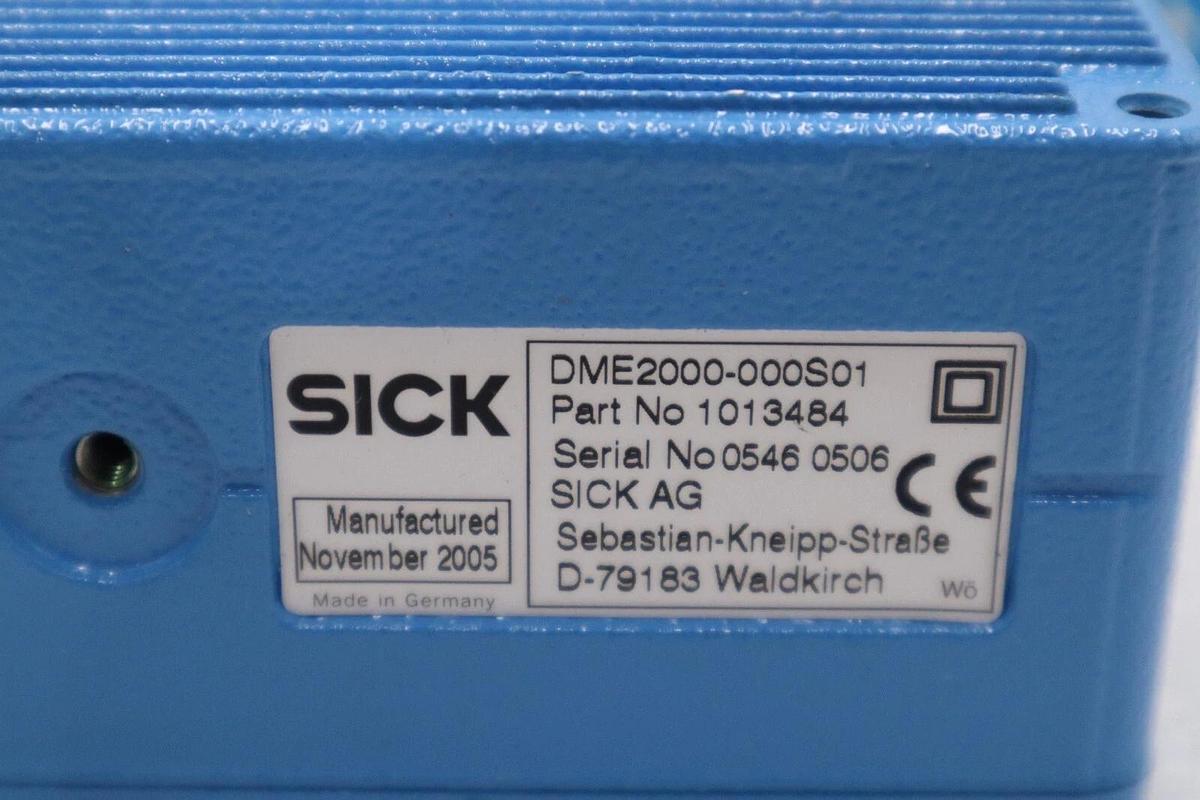 SICK
Manufactured
November 2005
Made in Germany
DME2000-000S01
Part No 1013484
Serial No 0546 0506
SICK AG
Sebastian-Kneipp-Straße
D-79183 Waldkirch
CE
Wö